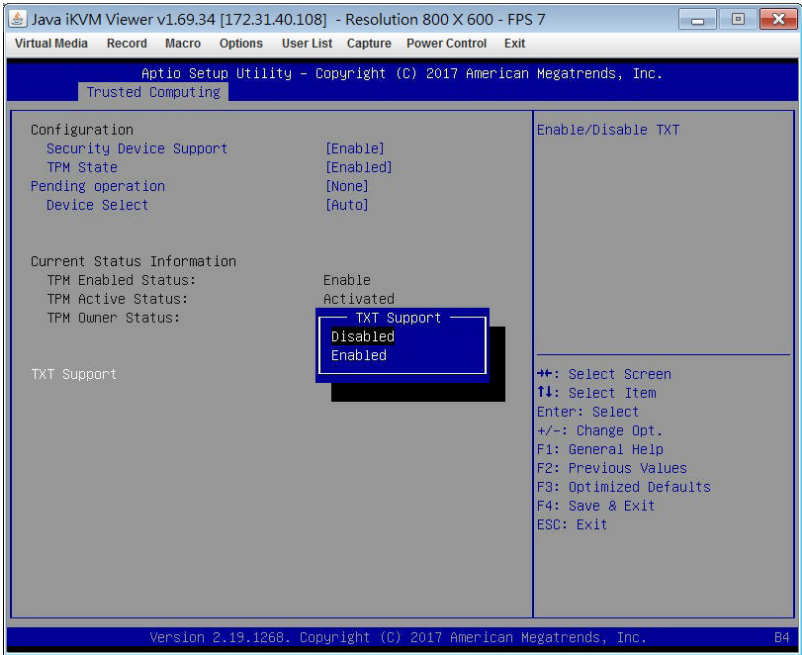 Java iKVM Viewer v1.69.34 [172.31.40.108] - Resolution 800 X 600 - FPS 7
Virtual Media Record Macro Options User List Capture Power Control Exit
Aptio Setup Utility – Copyright (C) 2017 American Megatrends, Inc.
Trusted Computing
Configuration
Security Device Support [Enable]
TPM State [Enabled]
Pending operation [None]
Device Select [Auto]
Current Status Information
TPM Enabled Status: Enable
TPM Active Status: Activated
TPM Owner Status:
TXT Support
TXT Support
Disabled
Enabled
Enable/Disable TXT
→←: Select Screen
↑↓: Select Item
Enter: Select
+/-: Change Opt.
F1: General Help
F2: Previous Values
F3: Optimized Defaults
F4: Save & Exit
ESC: Exit
Version 2.19.1268. Copyright (C) 2017 American Megatrends, Inc.
B4